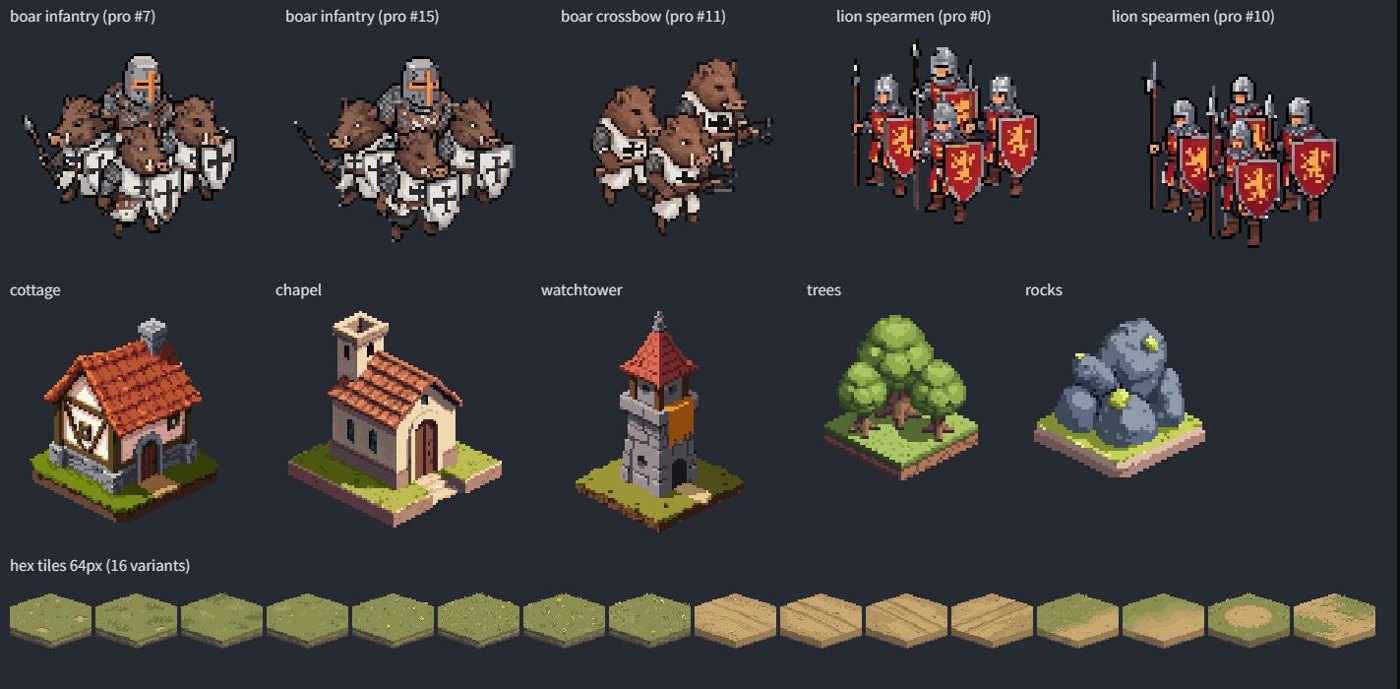 boar infantry (pro #7)
boar infantry (pro #15)
boar crossbow (pro #11)
lion spearmen (pro #0)
lion spearmen (pro #10)
cottage
chapel
watchtower
trees
rocks
hex tiles 64px (16 variants)